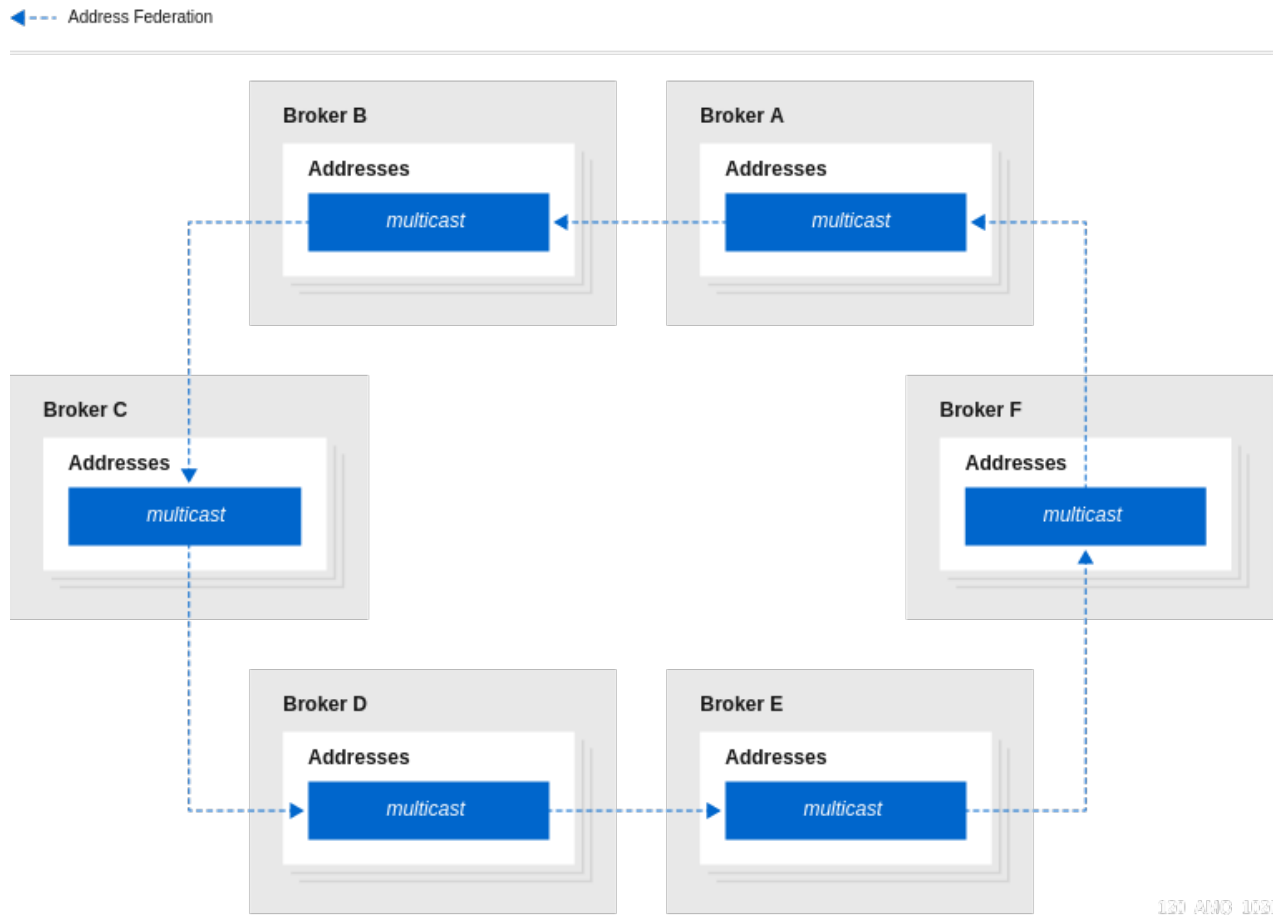 Address Federation
Broker B
Addresses
multicast
Broker A
Addresses
multicast
Broker C
Addresses
multicast
Broker F
Addresses
multicast
Broker D
Addresses
multicast
Broker E
Addresses
multicast